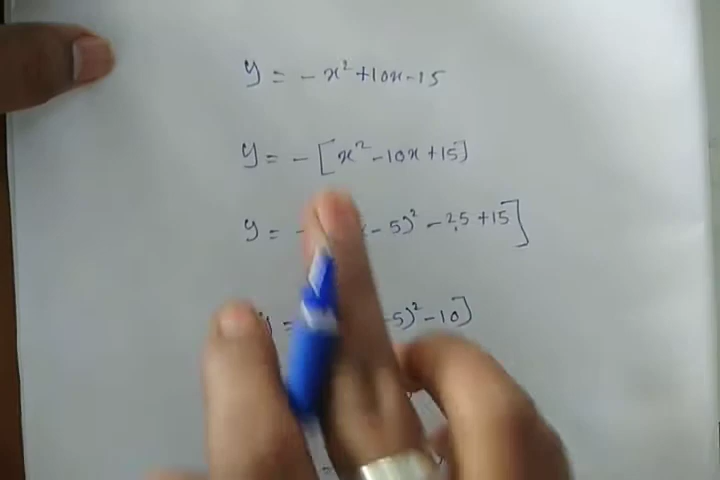 y = -x²+10x-15
y = -[x²-10x+15]
y = - - 5)² - 25 +15]
y = -5)² - 10]
=